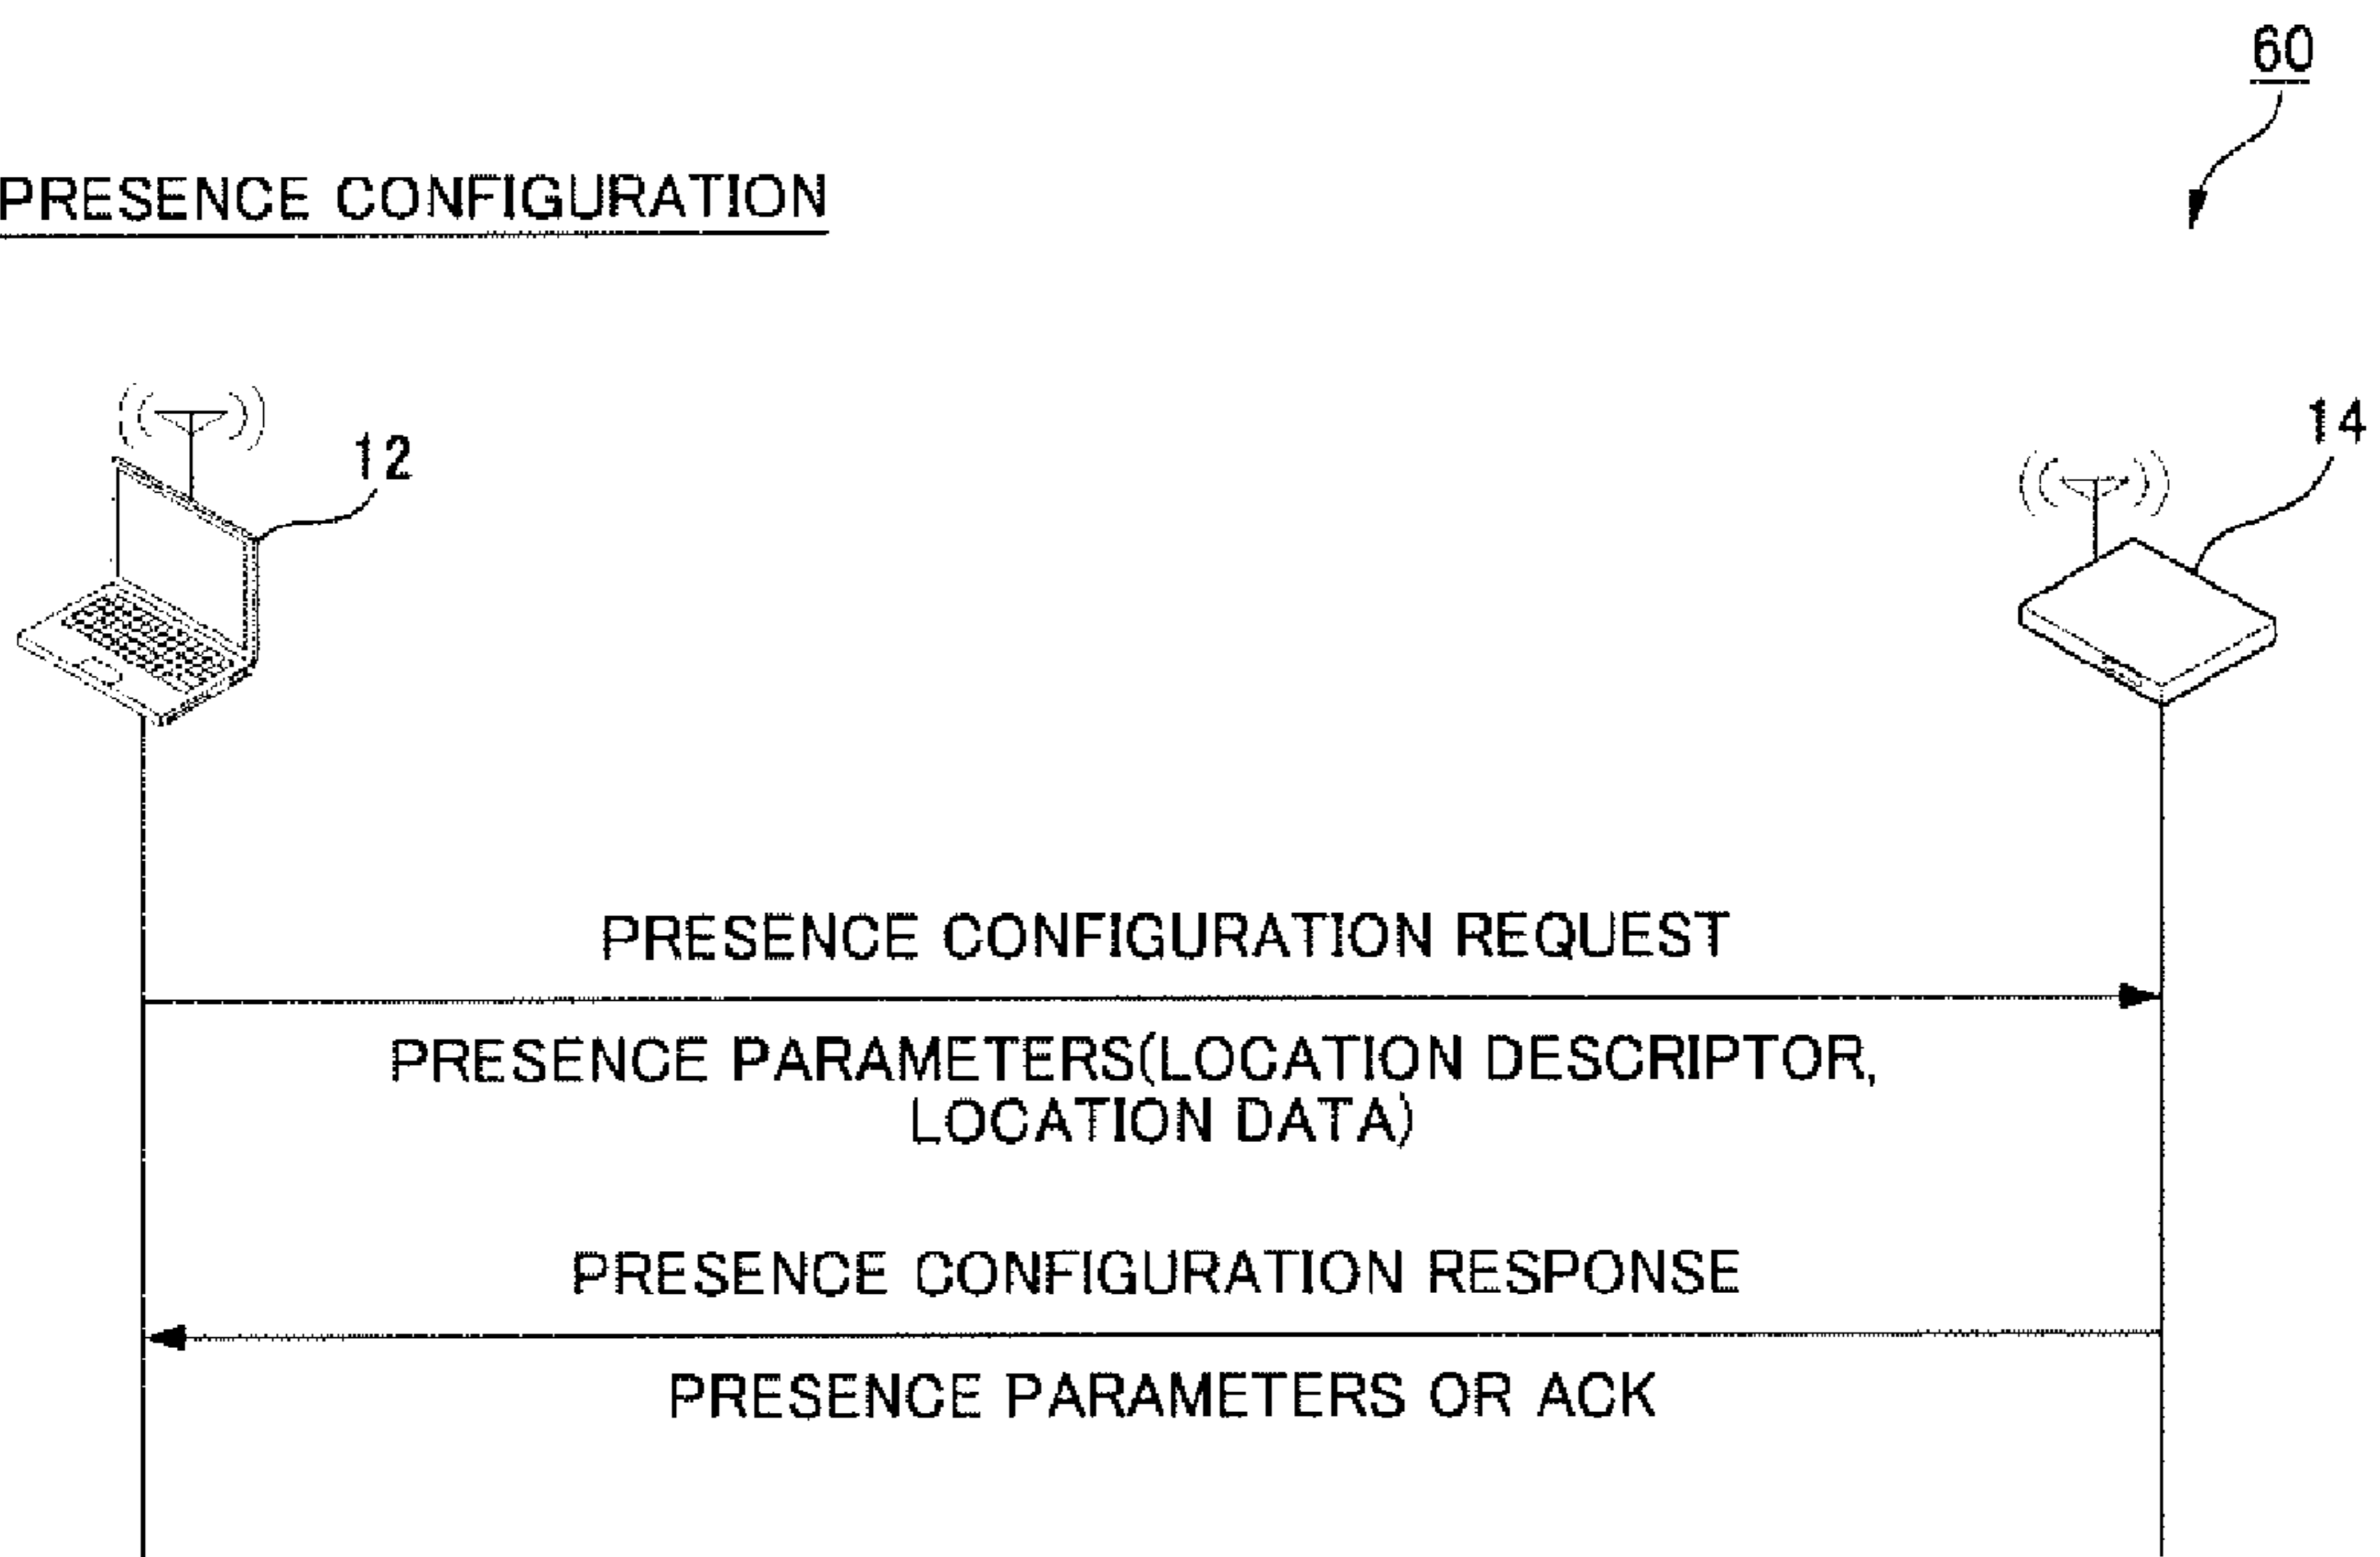 60
PRESENCE CONFIGURATION
12
14
PRESENCE CONFIGURATION REQUEST
PRESENCE PARAMETERS(LOCATION DESCRIPTOR,
LOCATION DATA)
PRESENCE CONFIGURATION RESPONSE
PRESENCE PARAMETERS OR ACK